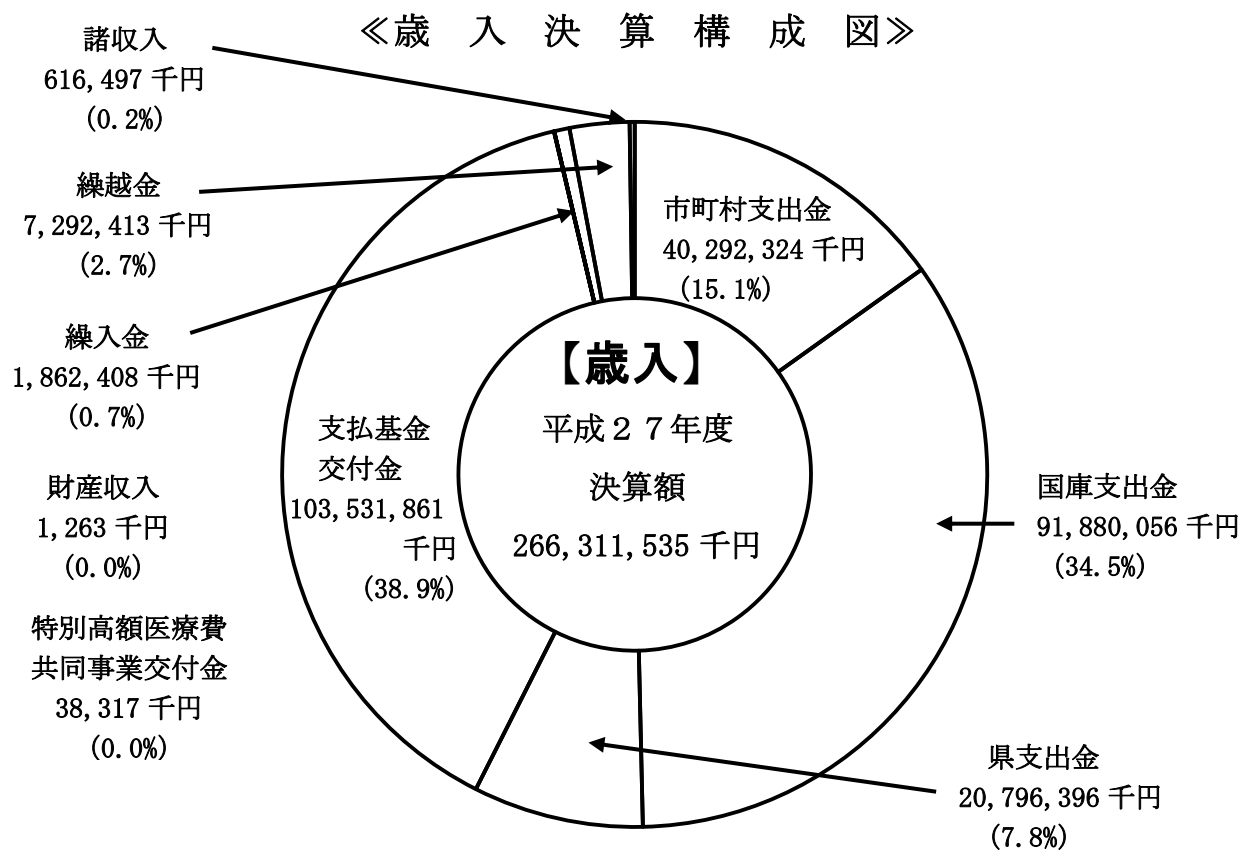 ≪歳　入　決　算　構　成　図≫
諸収入
616,497 千円
(0.2%)
繰越金
7,292,413 千円
(2.7%)
繰入金
1,862,408 千円
(0.7%)
財産収入
1,263 千円
(0.0%)
特別高額医療費
共同事業交付金
38,317 千円
(0.0%)
支払基金
交付金
103,531,861
千円
(38.9%)
【歳入】
平成２７年度
決算額
266,311,535 千円
市町村支出金
40,292,324 千円
(15.1%)
国庫支出金
91,880,056 千円
(34.5%)
県支出金
20,796,396 千円
(7.8%)